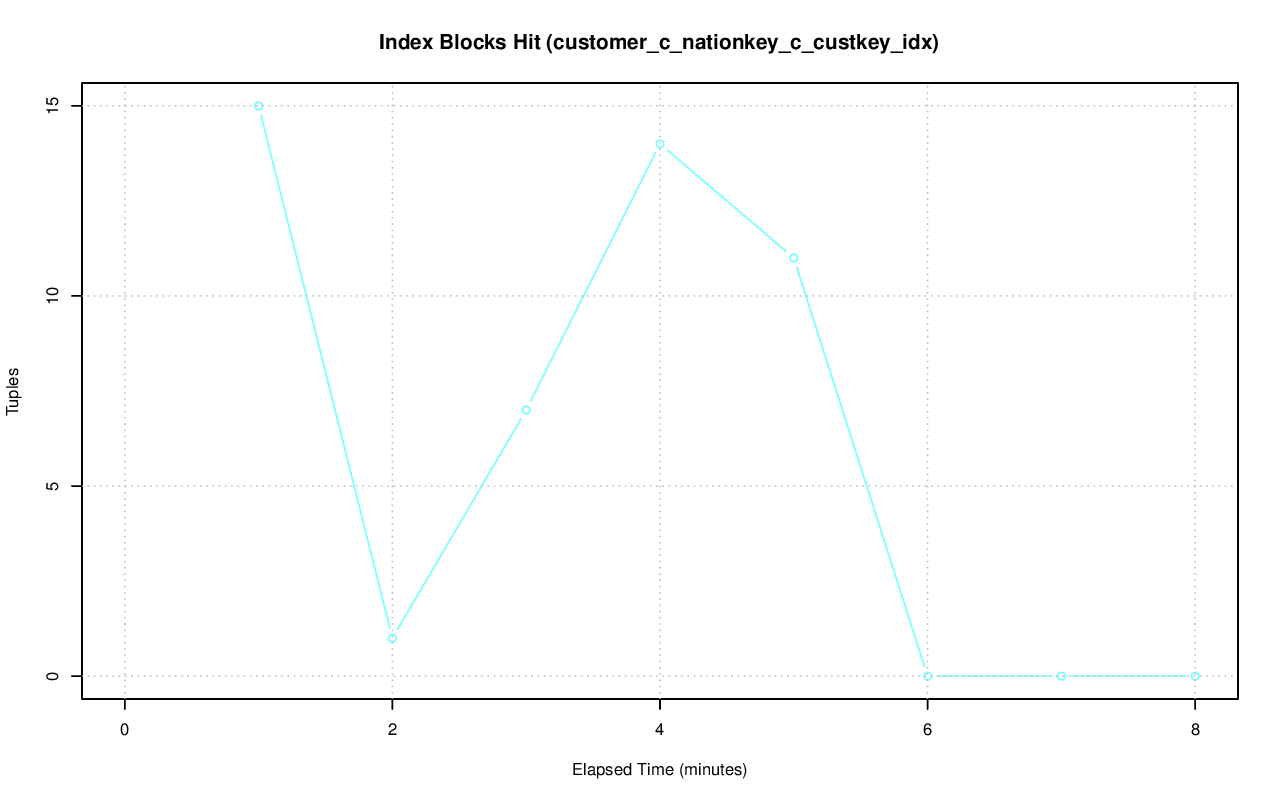 Index Blocks Hit (customer_c_nationkey_c_custkey_idx)
15
10
5
0
Tuples
0 2 4 6 8
Elapsed Time (minutes)